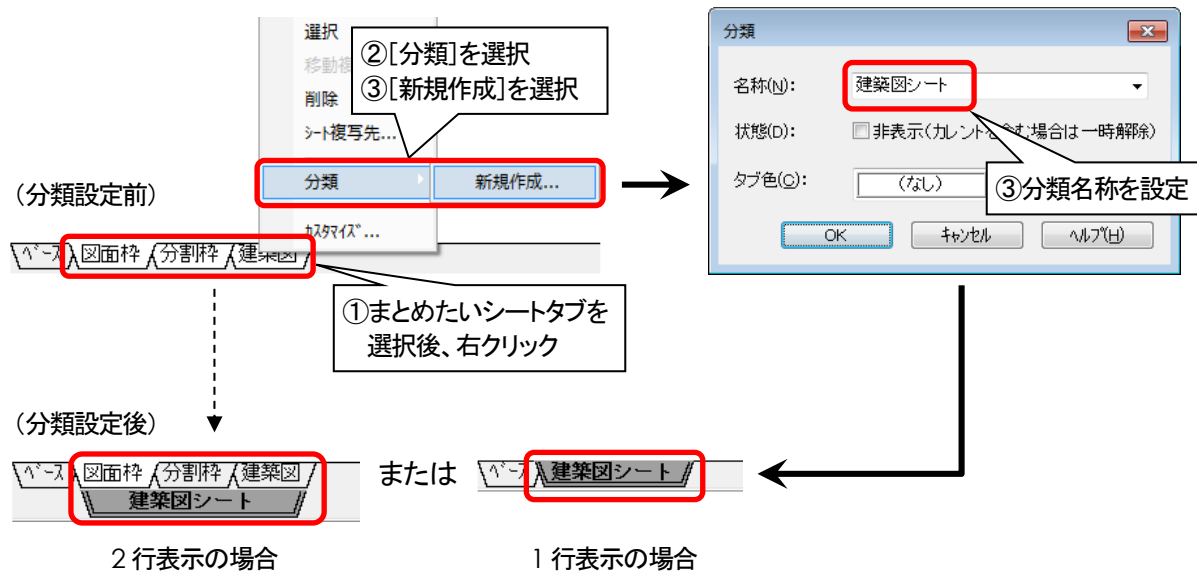 選択
移動複
削除
シート複写先...
分類
新規作成...
カスタマイズ...
②[分類]を選択
③[新規作成]を選択
(分類設定前)
ベース 図面枠 分割枠 建築図
①まとめたいシートタブを
選択後、右クリック
分類
名称(N):
建築図シート
状態(D):
非表示(カレントを含む場合は一時解除)
タブ色(C):
(なし)
③分類名称を設定
OK
キャンセル
ヘルプ(H)
(分類設定後)
ベース 図面枠 分割枠 建築図
建築図シート
または
ベース 建築図シート
2行表示の場合
1行表示の場合